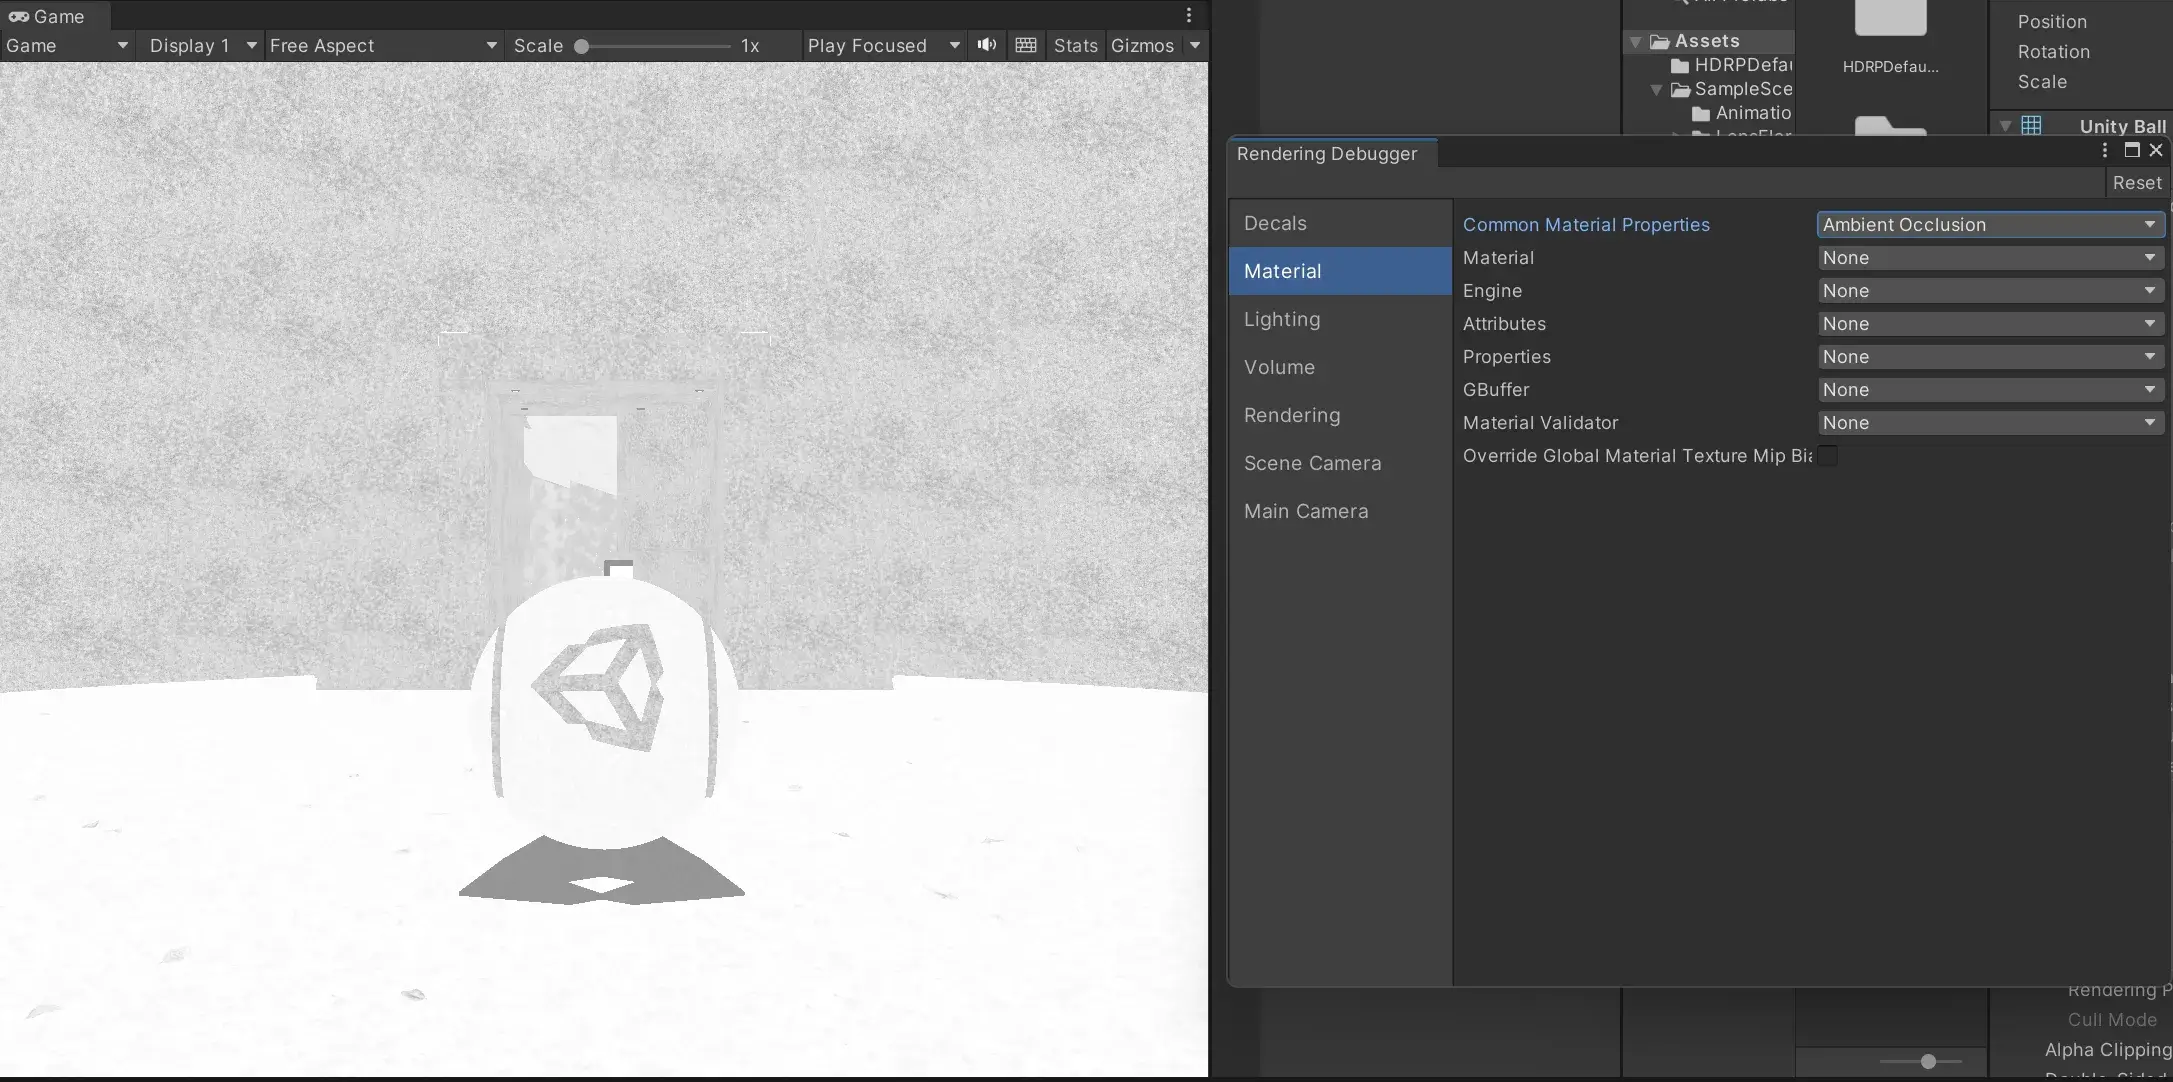 Game
Game Display 1 Free Aspect Scale 1x Play Focused Stats Gizmos
Assets
HDRPDefau
SampleSce
Animatio
HDRPDefau...
Position
Rotation
Scale
Unity Ball
Rendering Debugger
Reset
Decals
Material
Lighting
Volume
Rendering
Scene Camera
Main Camera
Common Material Properties Ambient Occlusion
Material None
Engine None
Attributes None
Properties None
GBuffer None
Material Validator None
Override Global Material Texture Mip Bia
Rendering P
Cull Mode
Alpha Clipping